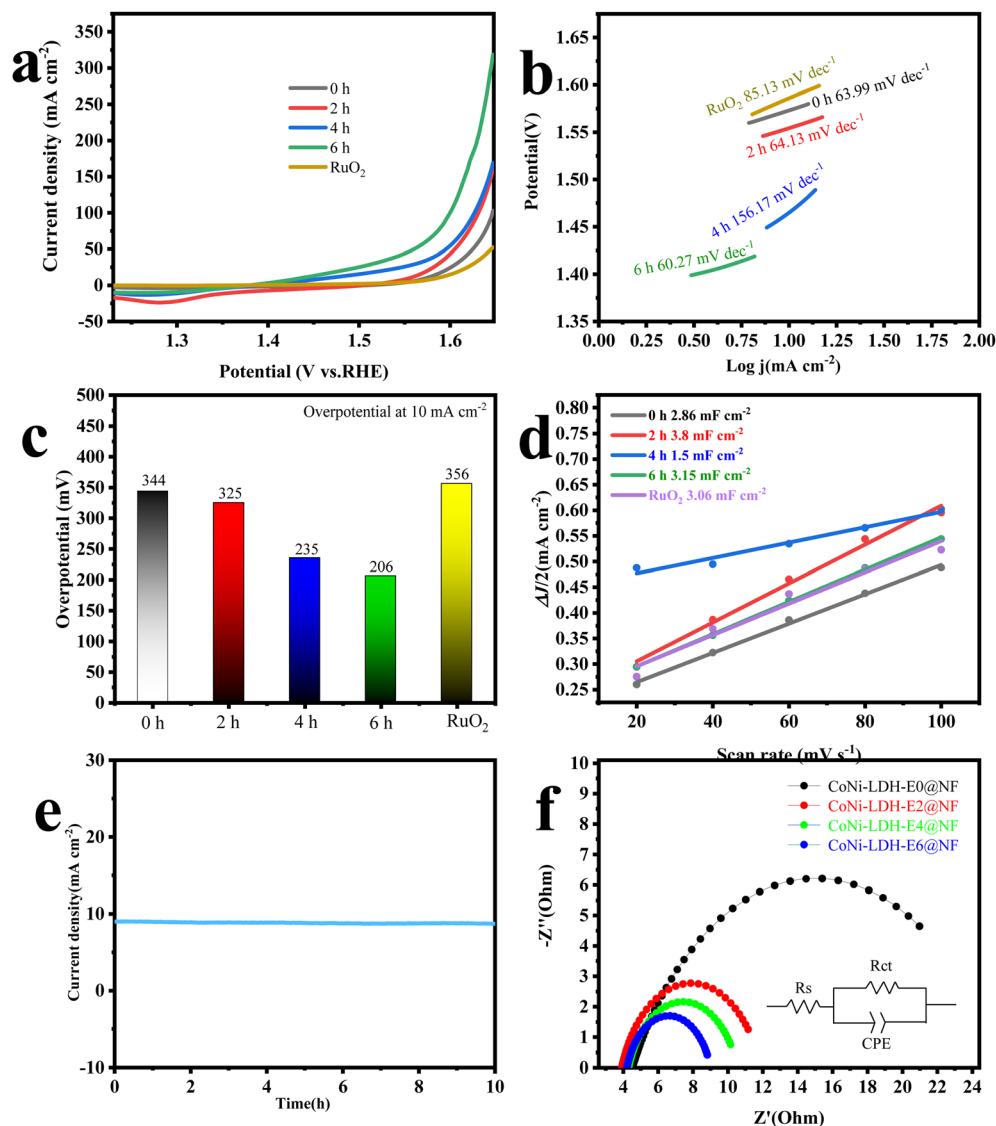 a
Current density (mA cm⁻²)
350
300
250
200
150
100
50
0
-50
0 h
2 h
4 h
6 h
RuO₂
1.3
1.4
1.5
1.6
Potential (V vs.RHE)
b
Potential(V)
1.65
1.60
1.55
1.50
1.45
1.40
1.35
RuO₂ 85.13 mV dec⁻¹
0 h 63.99 mV dec⁻¹
2 h 64.13 mV dec⁻¹
4 h 156.17 mV dec⁻¹
6 h 60.27 mV dec⁻¹
0.00
0.25
0.50
0.75
1.00
1.25
1.50
1.75
2.00
Log j(mA cm⁻²)
c
Overpotential (mV)
500
450
400
350
300
250
200
150
100
50
0
Overpotential at 10 mA cm⁻²
344
325
235
206
356
0 h
2 h
4 h
6 h
RuO₂
d
ΔJ/2(mA cm⁻²)
0.80
0.75
0.70
0.65
0.60
0.55
0.50
0.45
0.40
0.35
0.30
0.25
0 h 2.86 mF cm⁻²
2 h 3.8 mF cm⁻²
4 h 1.5 mF cm⁻²
6 h 3.15 mF cm⁻²
RuO₂ 3.06 mF cm⁻²
20
40
60
80
100
Scan rate (mV s⁻¹)
e
Current density(mA cm⁻²)
30
20
10
0
-10
0
2
4
6
8
10
Time(h)
f
-Z''(Ohm)
10
9
8
7
6
5
4
3
2
1
0
CoNi-LDH-E0@NF
CoNi-LDH-E2@NF
CoNi-LDH-E4@NF
CoNi-LDH-E6@NF
Rs
Rct
CPE
4
6
8
10
12
14
16
18
20
22
24
Z'(Ohm)